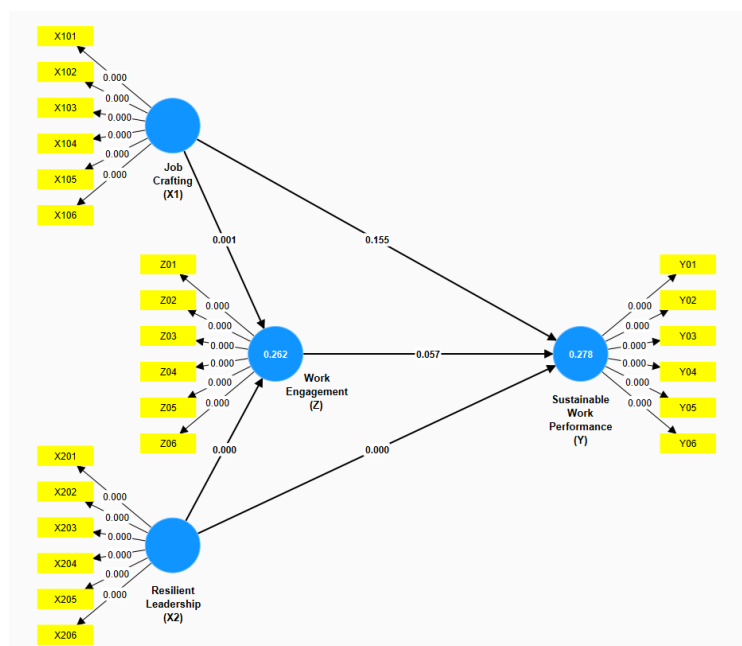 X101
X102
X103
X104
X105
X106
0.000
0.000
0.000
0.000
0.000
0.000
Job
Crafting
(X1)
0.001
0.155
Z01
Z02
Z03
Z04
Z05
Z06
0.000
0.000
0.000
0.000
0.000
0.000
0.262
Work
Engagement
(Z)
0.057
0.278
Sustainable
Work
Performance
(Y)
Y01
Y02
Y03
Y04
Y05
Y06
0.000
0.000
0.000
0.000
0.000
0.000
0.000
0.000
X201
X202
X203
X204
X205
X206
0.000
0.000
0.000
0.000
0.000
0.000
Resilient
Leadership
(X2)